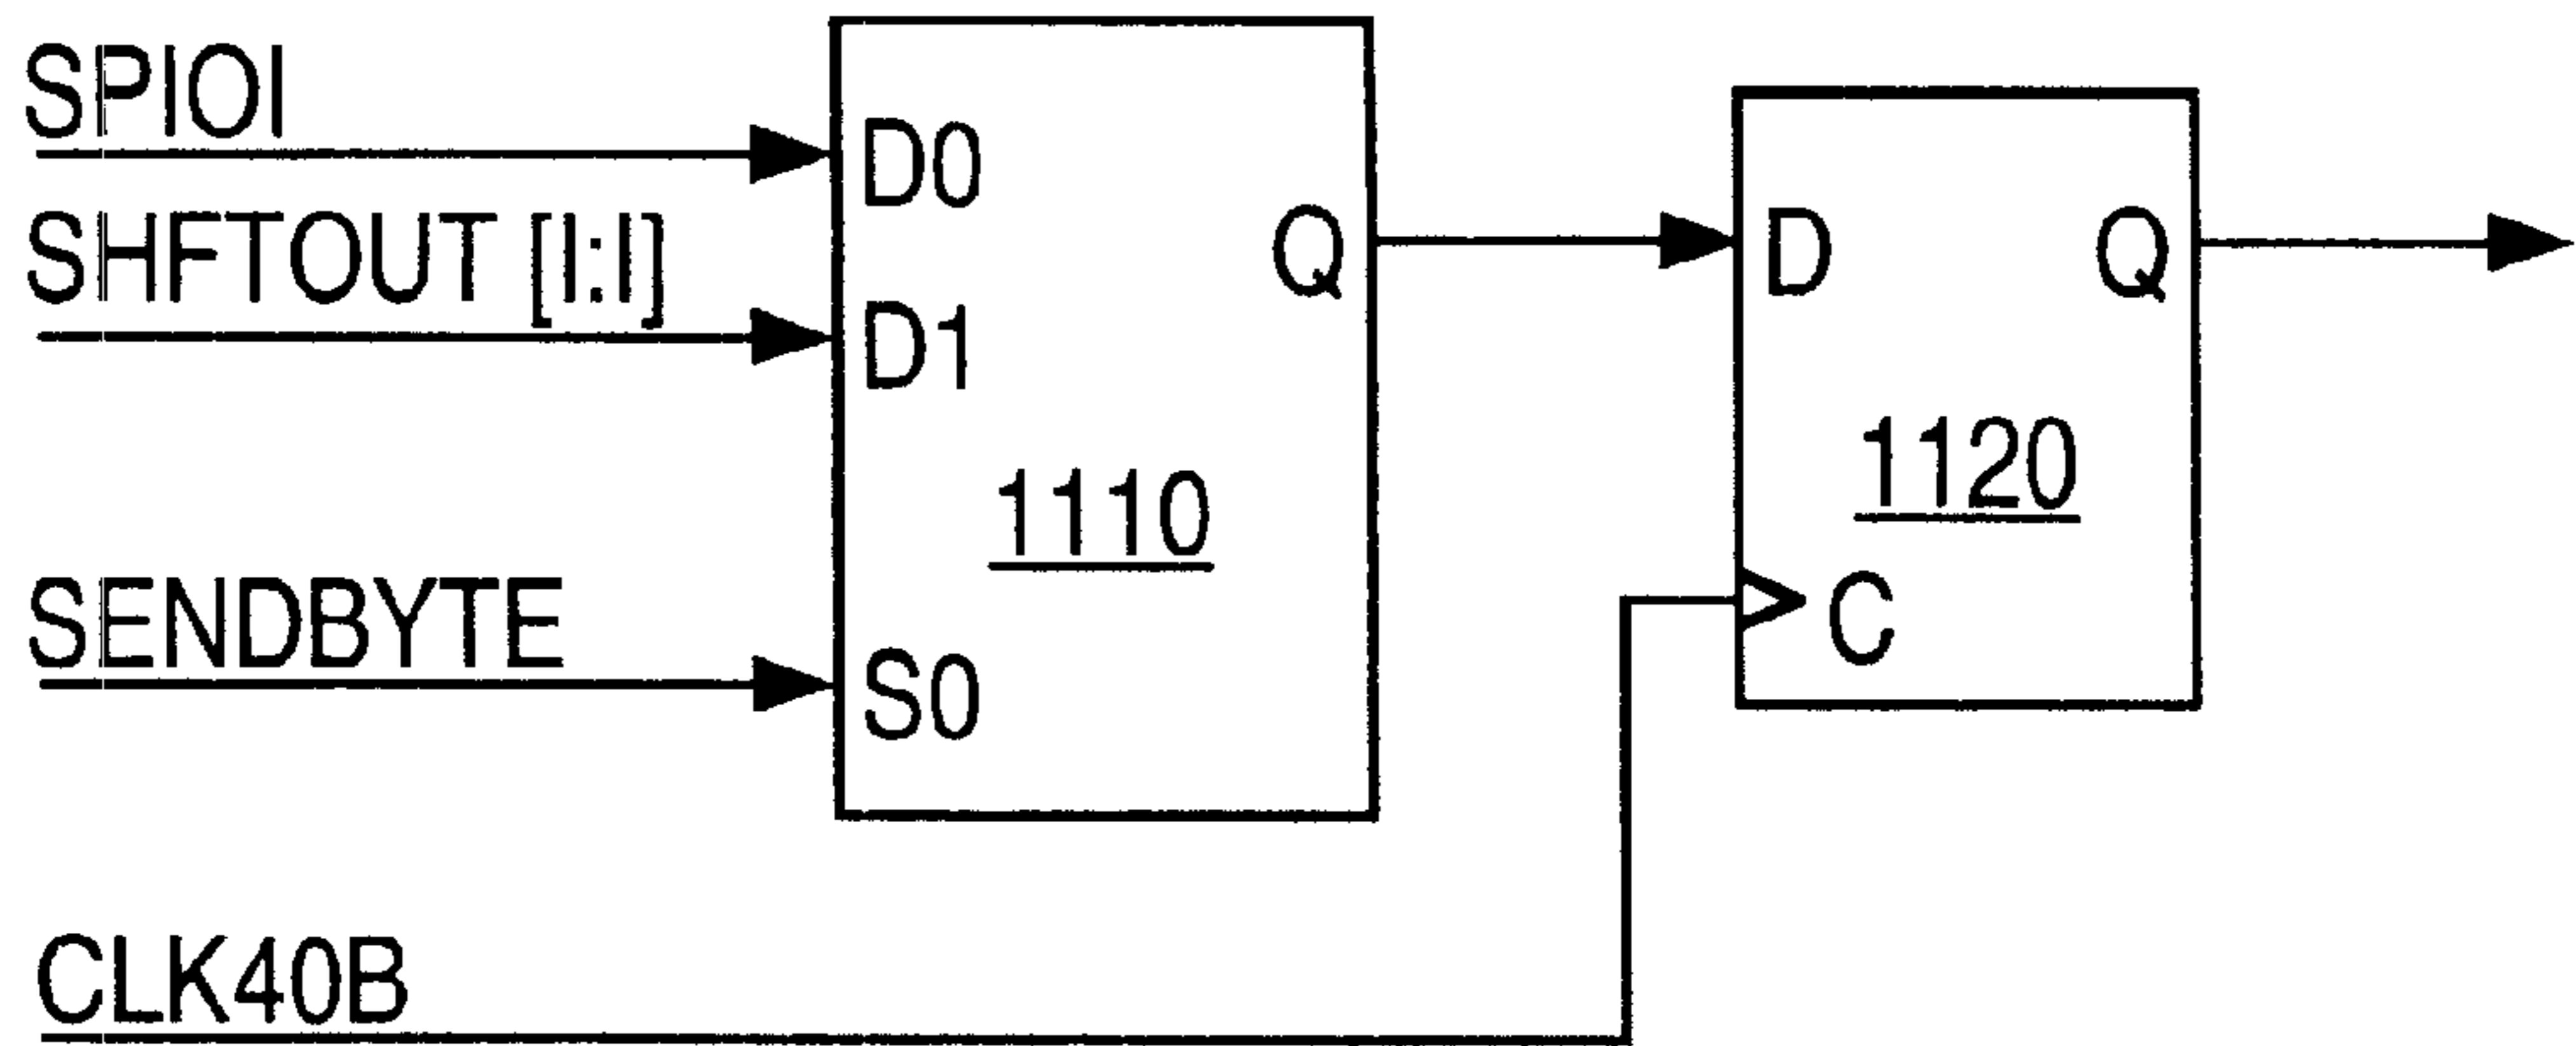 SPIOI
D0
SHFTOUT [I:I]
D1
Q
D
Q
1110
1120
SENDBYTE
S0
C
CLK40B